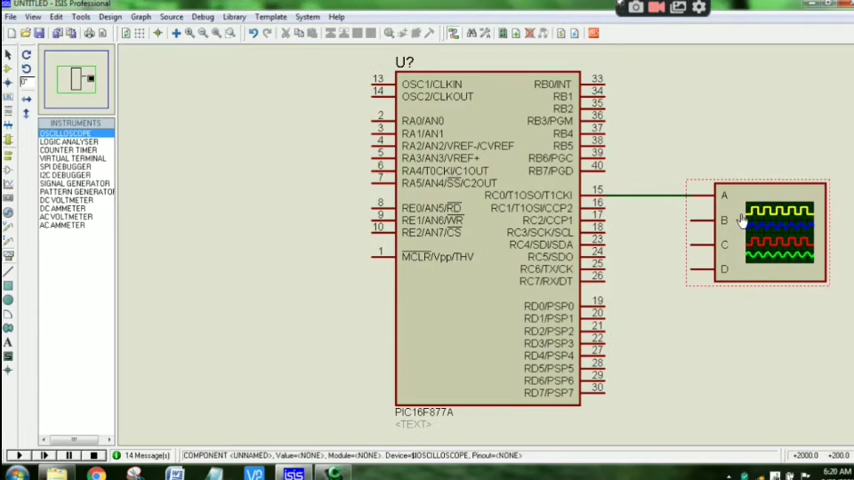 UNTITLED - ISIS Professional
File View Edit Tools Design Graph Source Debug Library Template System Help
INSTRUMENTS
OSCILLOSCOPE
LOGIC ANALYSER
COUNTER TIMER
VIRTUAL TERMINAL
SPI DEBUGGER
I2C DEBUGGER
SIGNAL GENERATOR
PATTERN GENERATOR
DC VOLTMETER
DC AMMETER
AC VOLTMETER
AC AMMETER
U?
13 OSC1/CLKIN RB0/INT 33
14 OSC2/CLKOUT RB1 34
RB2 35
2 RA0/AN0 RB3/PGM 36
3 RA1/AN1 RB4 37
4 RA2/AN2/VREF-/CVREF RB5 38
5 RA3/AN3/VREF+ RB6/PGC 39
6 RA4/T0CKI/C1OUT RB7/PGD 40
7 RA5/AN4/SS/C2OUT
RC0/T1OSO/T1CKI 15
8 RE0/AN5/RD RC1/T1OSI/CCP2 16
9 RE1/AN6/WR RC2/CCP1 17
10 RE2/AN7/CS RC3/SCK/SCL 18
RC4/SDI/SDA 23
1 MCLR/Vpp/THV RC5/SDO 24
RC6/TX/CK 25
RC7/RX/DT 26
RD0/PSP0 19
RD1/PSP1 20
RD2/PSP2 21
RD3/PSP3 22
RD4/PSP4 27
RD5/PSP5 28
RD6/PSP6 29
RD7/PSP7 30
PIC16F877A
<TEXT>
A
B
C
D
14 Message(s) COMPONENT <UNNAMED>, Value=<NONE>, Module=<NONE>, Device=$IOSCILLOSCOPE, Pinout=<NONE> +2000.0 +200.0
6:20 AM